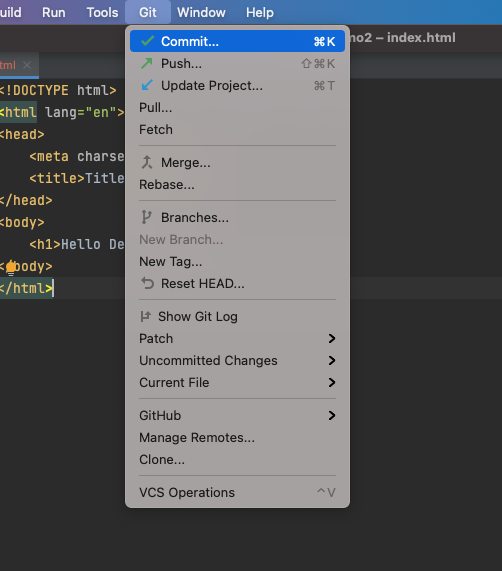 uild Run Tools Git Window Help
mo2 – index.html
tml ×
Commit... ⌘K
Push... ⇧⌘K
Update Project... ⌘T
Pull...
Fetch
Merge...
Rebase...
Branches...
New Branch...
New Tag...
Reset HEAD...
Show Git Log
Patch
Uncommitted Changes
Current File
GitHub
Manage Remotes...
Clone...
VCS Operations ^V
<!DOCTYPE html>
<html lang="en">
<head>
<meta charse
<title>Title
</head>
<body>
<h1>Hello De
</body>
</html>